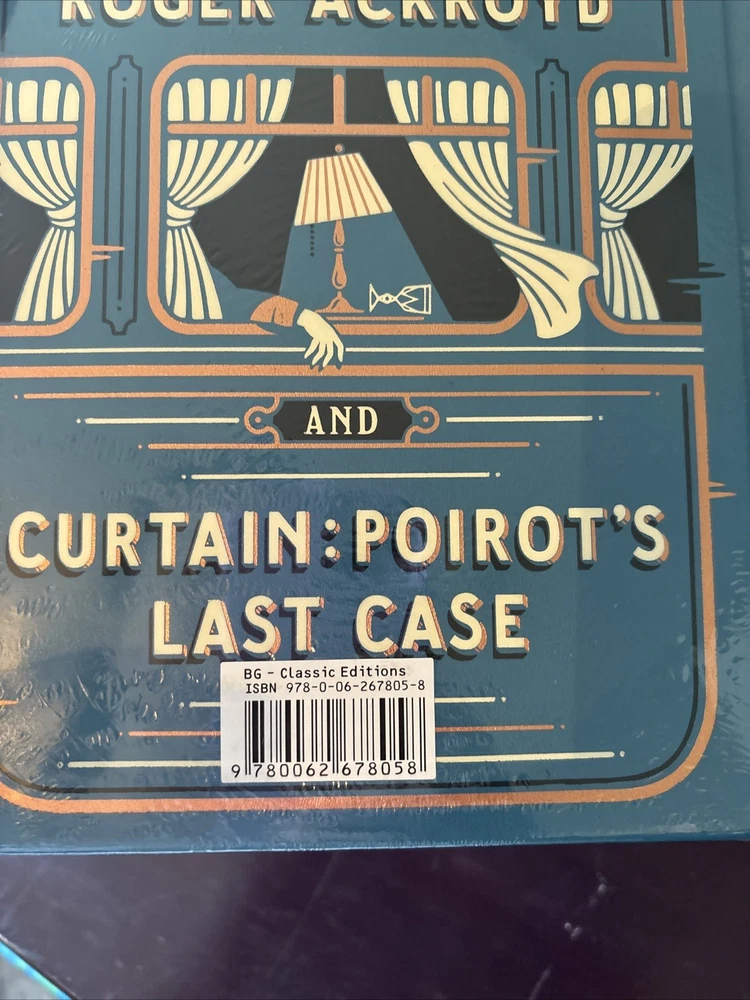 ROGER ACKROYD
AND
CURTAIN: POIROT'S
LAST CASE
BG - Classic Editions
ISBN 978-0-06-267805-8
9 780062 678058